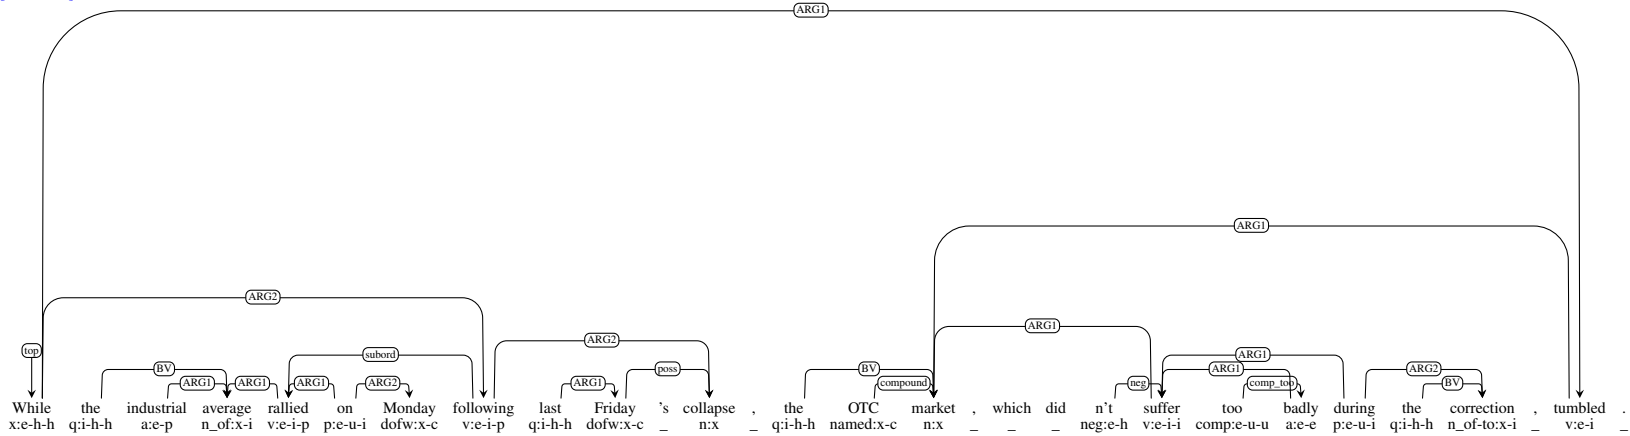 ARG1
ARG1
ARG2
ARG1
ARG2
top subord ARG1
BV poss BV ARG1 ARG2
ARG1 ARG1 ARG1 ARG2 ARG1 compound neg comp_too BV
While the industrial average rallied on Monday following last Friday 's collapse , the OTC market , which did n't suffer too badly during the correction , tumbled .
x:e-h-h q:i-h-h a:e-p n_of:x-i v:e-i-p p:e-u-i dofw:x-c v:e-i-p q:i-h-h dofw:x-c _ n:x _ q:i-h-h named:x-c n:x _ _ _ neg:e-h v:e-i-i comp:e-u-u a:e-e p:e-u-i q:i-h-h n_of-to:x-i _ v:e-i _